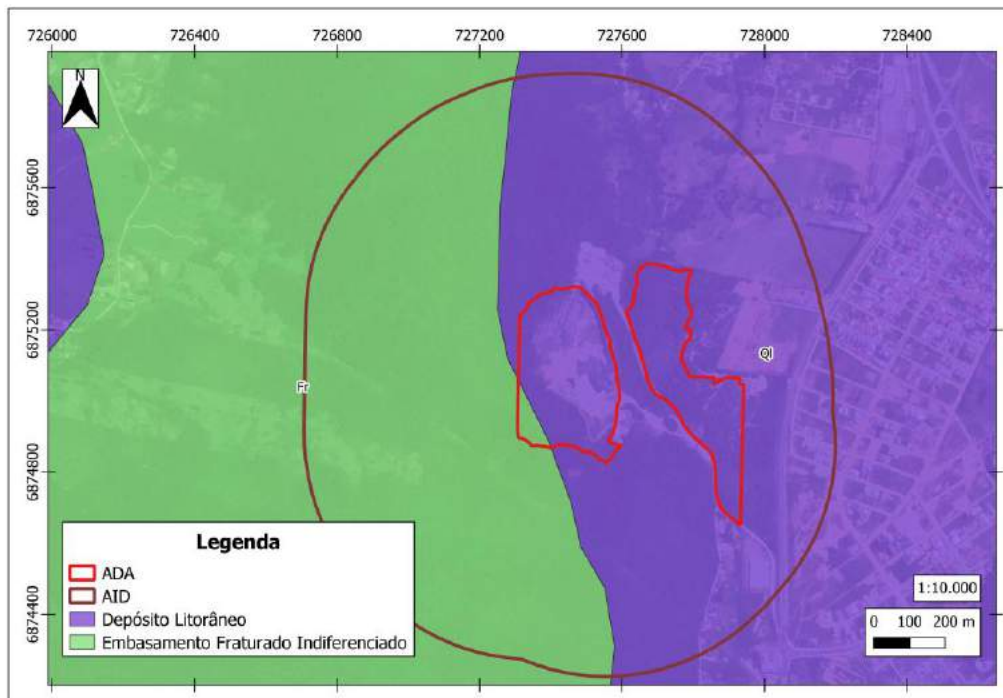 726000 726400 726800 727200 727600 728000 728400
N
6875600
6875200
6874800
6874400
Fr
Ql
Legenda
ADA
AID
Depósito Litorâneo
Embasamento Fraturado Indiferenciado
1:10.000
0 100 200 m